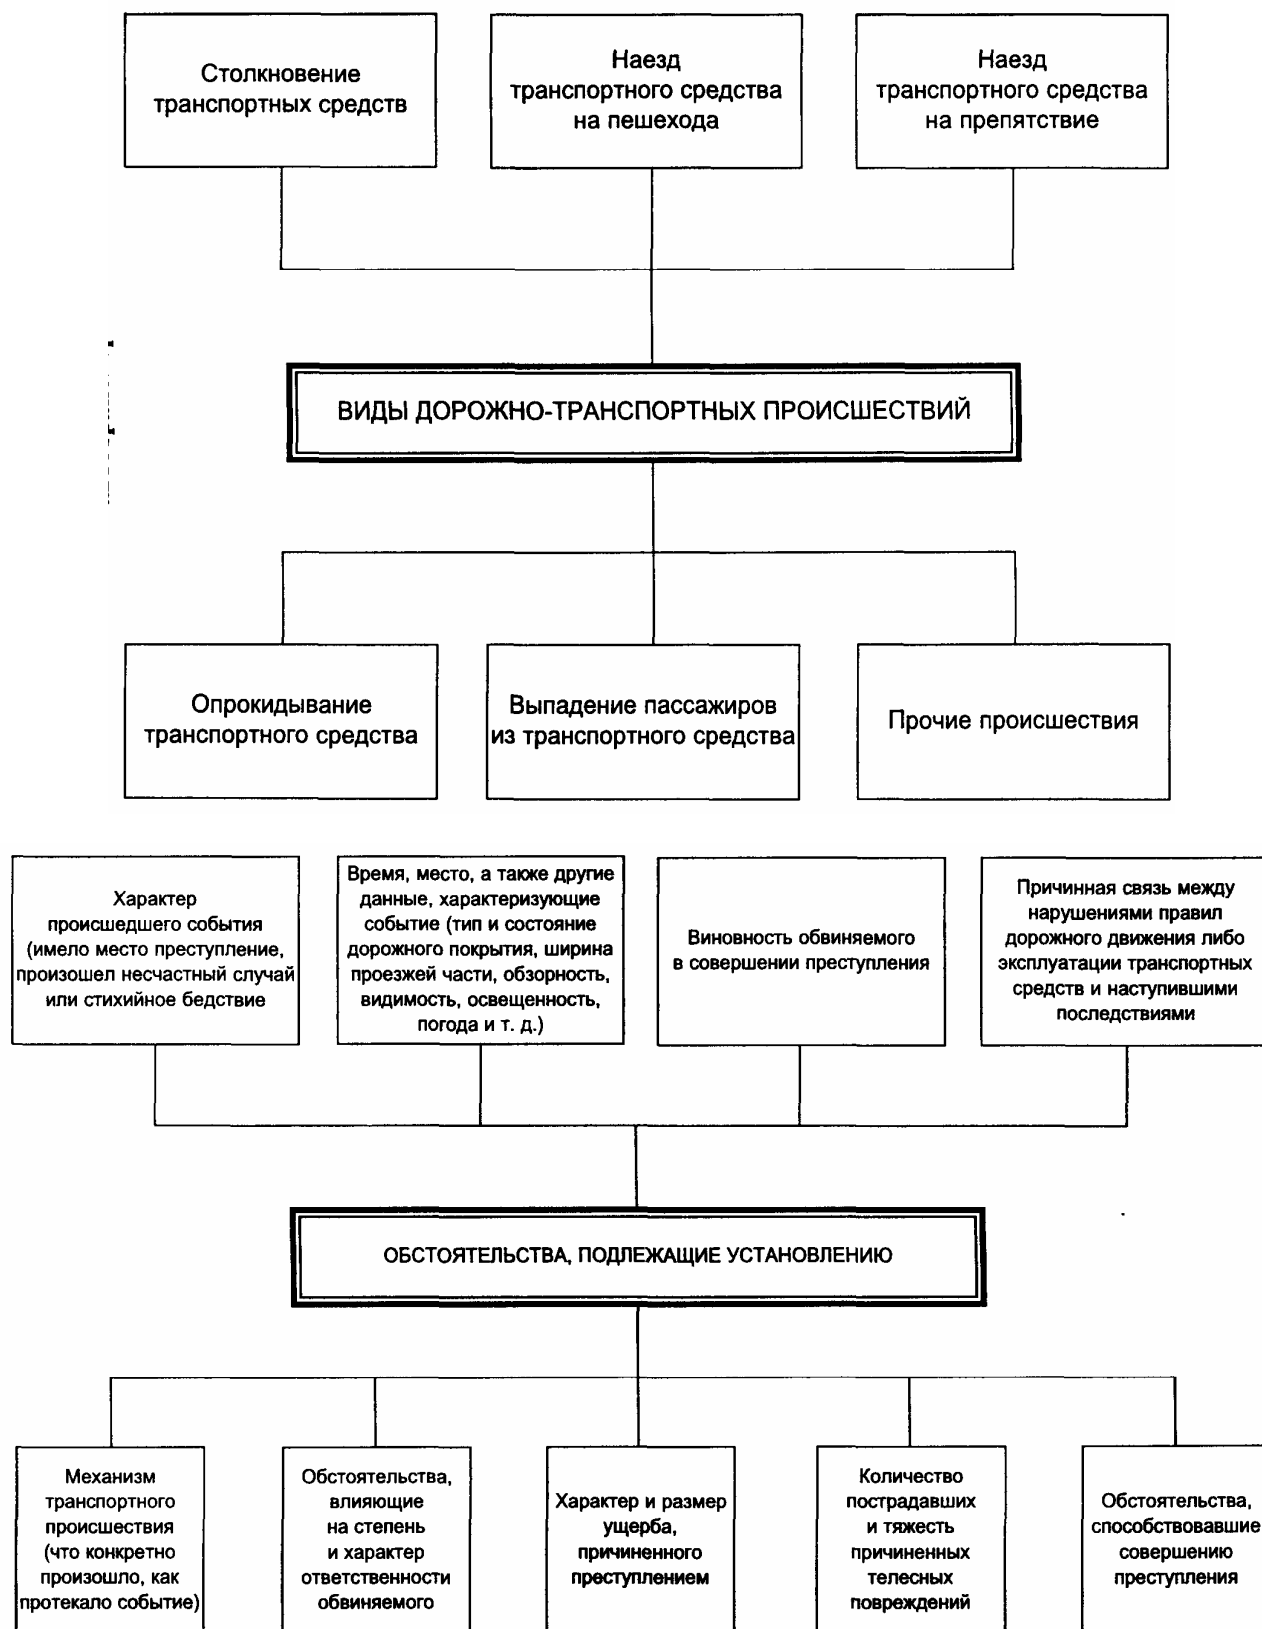 Столкновение
транспортных средств
Наезд
транспортного средства
на пешехода
Наезд
транспортного средства
на препятствие
ВИДЫ ДОРОЖНО-ТРАНСПОРТНЫХ ПРОИСШЕСТВИЙ
Опрокидывание
транспортного средства
Выпадение пассажиров
из транспортного средства
Прочие происшествия
Характер
происшедшего события
(имело место преступление,
произошел несчастный случай
или стихийное бедствие
Время, место, а также другие
данные, характеризующие
событие (тип и состояние
дорожного покрытия, ширина
проезжей части, обзорность,
видимость, освещенность,
погода и т. д.)
Виновность обвиняемого
в совершении преступления
Причинная связь между
нарушениями правил
дорожного движения либо
эксплуатации транспортных
средств и наступившими
последствиями
ОБСТОЯТЕЛЬСТВА, ПОДЛЕЖАЩИЕ УСТАНОВЛЕНИЮ
Механизм
транспортного
происшествия
(что конкретно
произошло, как
протекало событие)
Обстоятельства,
влияющие
на степень
и характер
ответственности
обвиняемого
Характер и размер
ущерба,
причиненного
преступлением
Количество
пострадавших
и тяжесть
причиненных
телесных
повреждений
Обстоятельства,
способствовавшие
совершению
преступления